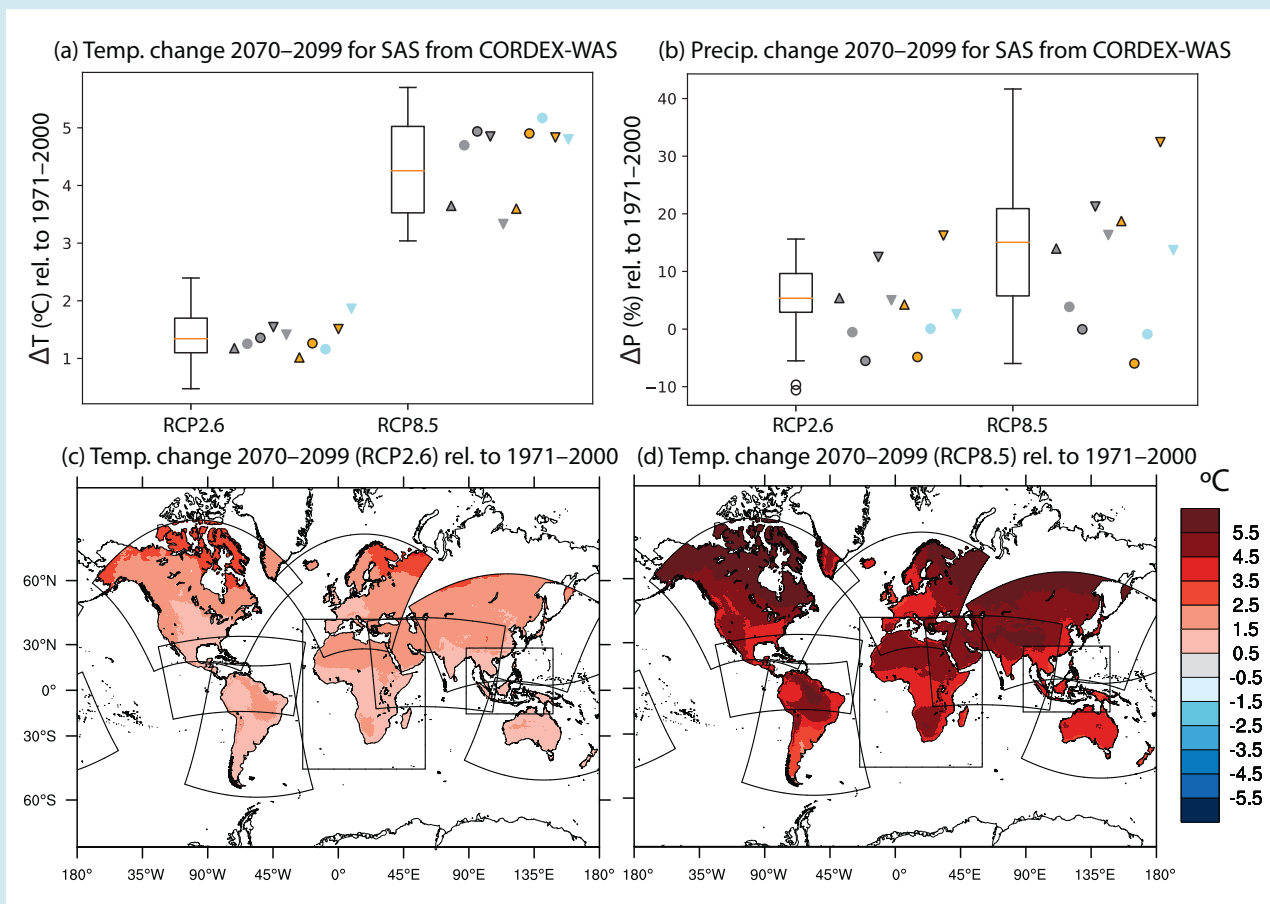 (a) Temp. change 2070–2099 for SAS from CORDEX-WAS
ΔT (ºC) rel. to 1971–2000
5
4
3
2
1
RCP2.6
RCP8.5
(b) Precip. change 2070–2099 for SAS from CORDEX-WAS
ΔP (%) rel. to 1971–2000
40
30
20
10
0
−10
RCP2.6
RCP8.5
(c) Temp. change 2070–2099 (RCP2.6) rel. to 1971–2000
60°N
30°N
0°
30°S
60°S
180° 135°W 90°W 45°W 0° 45°E 90°E 135°E 180°
(d) Temp. change 2070–2099 (RCP8.5) rel. to 1971–2000
180° 135°W 90°W 45°W 0° 45°E 90°E 135°E 180°
ºC
5.5
4.5
3.5
2.5
1.5
0.5
-0.5
-1.5
-2.5
-3.5
-4.5
-5.5